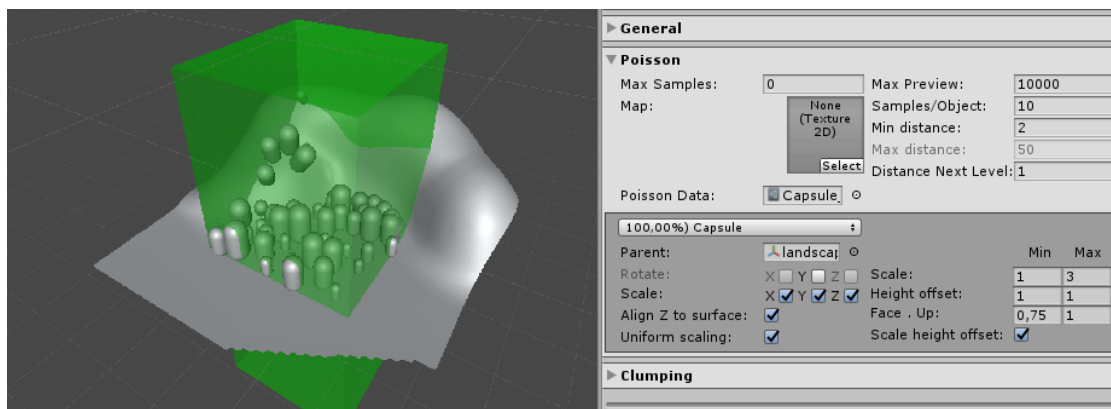 General
Poisson
Max Samples: 0 Max Preview: 10000
Map: None (Texture 2D) Select Samples/Object: 10
Min distance: 2
Max distance: 50
Distance Next Level: 1
Poisson Data: Capsule_
100,00%) Capsule
Parent: landscap Min Max
Rotate: X Y Z Scale: 1 3
Scale: X Y Z Height offset: 1 1
Align Z to surface: Face . Up: 0,75 1
Uniform scaling: Scale height offset:
Clumping